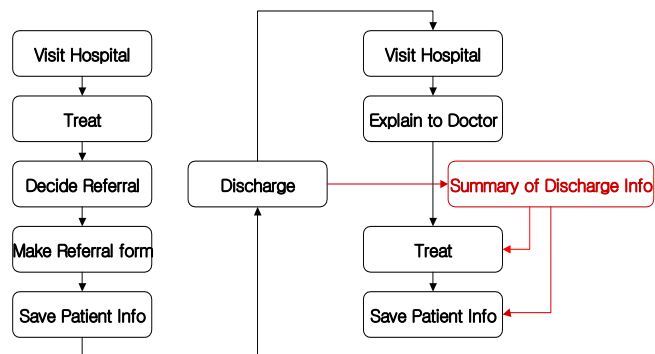 Visit Hospital
Treat
Decide Referral
Make Referral form
Save Patient Info
Discharge
Visit Hospital
Explain to Doctor
Summary of Discharge Info
Treat
Save Patient Info